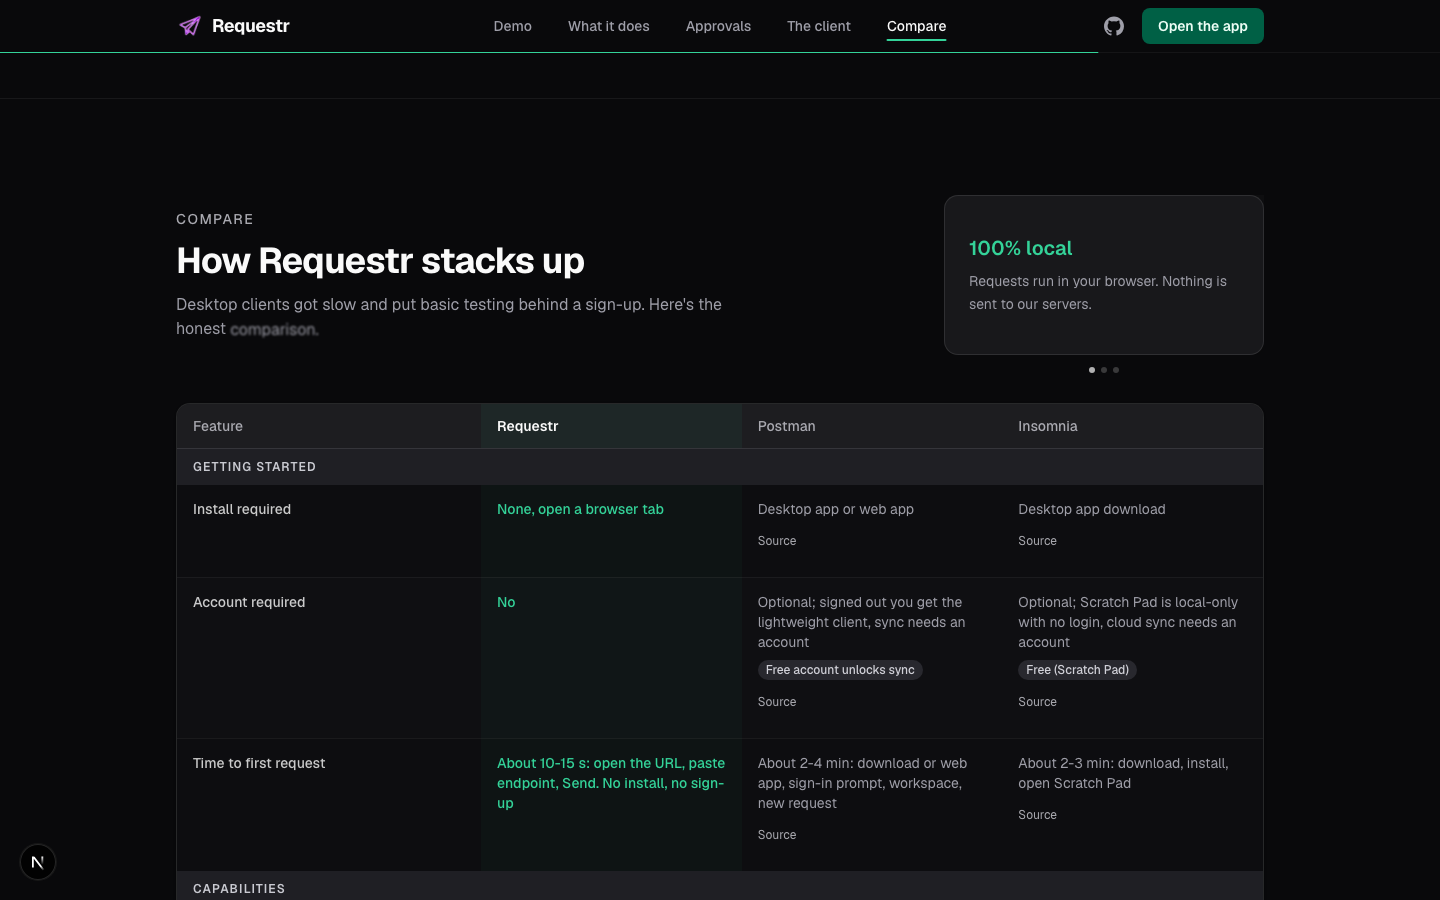 Requestr
Demo
What it does
Approvals
The client
Compare
Open the app
COMPARE
How Requestr stacks up
Desktop clients got slow and put basic testing behind a sign-up. Here's the
honest comparison.
100% local
Requests run in your browser. Nothing is
sent to our servers.
Feature
Requestr
Postman
Insomnia
GETTING STARTED
Install required
None, open a browser tab
Desktop app or web app
Source
Desktop app download
Source
Account required
No
Optional; signed out you get the
lightweight client, sync needs an
account
Free account unlocks sync
Source
Optional; Scratch Pad is local-only
with no login, cloud sync needs an
account
Free (Scratch Pad)
Source
Time to first request
About 10-15 s: open the URL, paste
endpoint, Send. No install, no sign-
up
About 2-4 min: download or web
app, sign-in prompt, workspace,
new request
Source
About 2-3 min: download, install,
open Scratch Pad
Source
N
CAPABILITIES